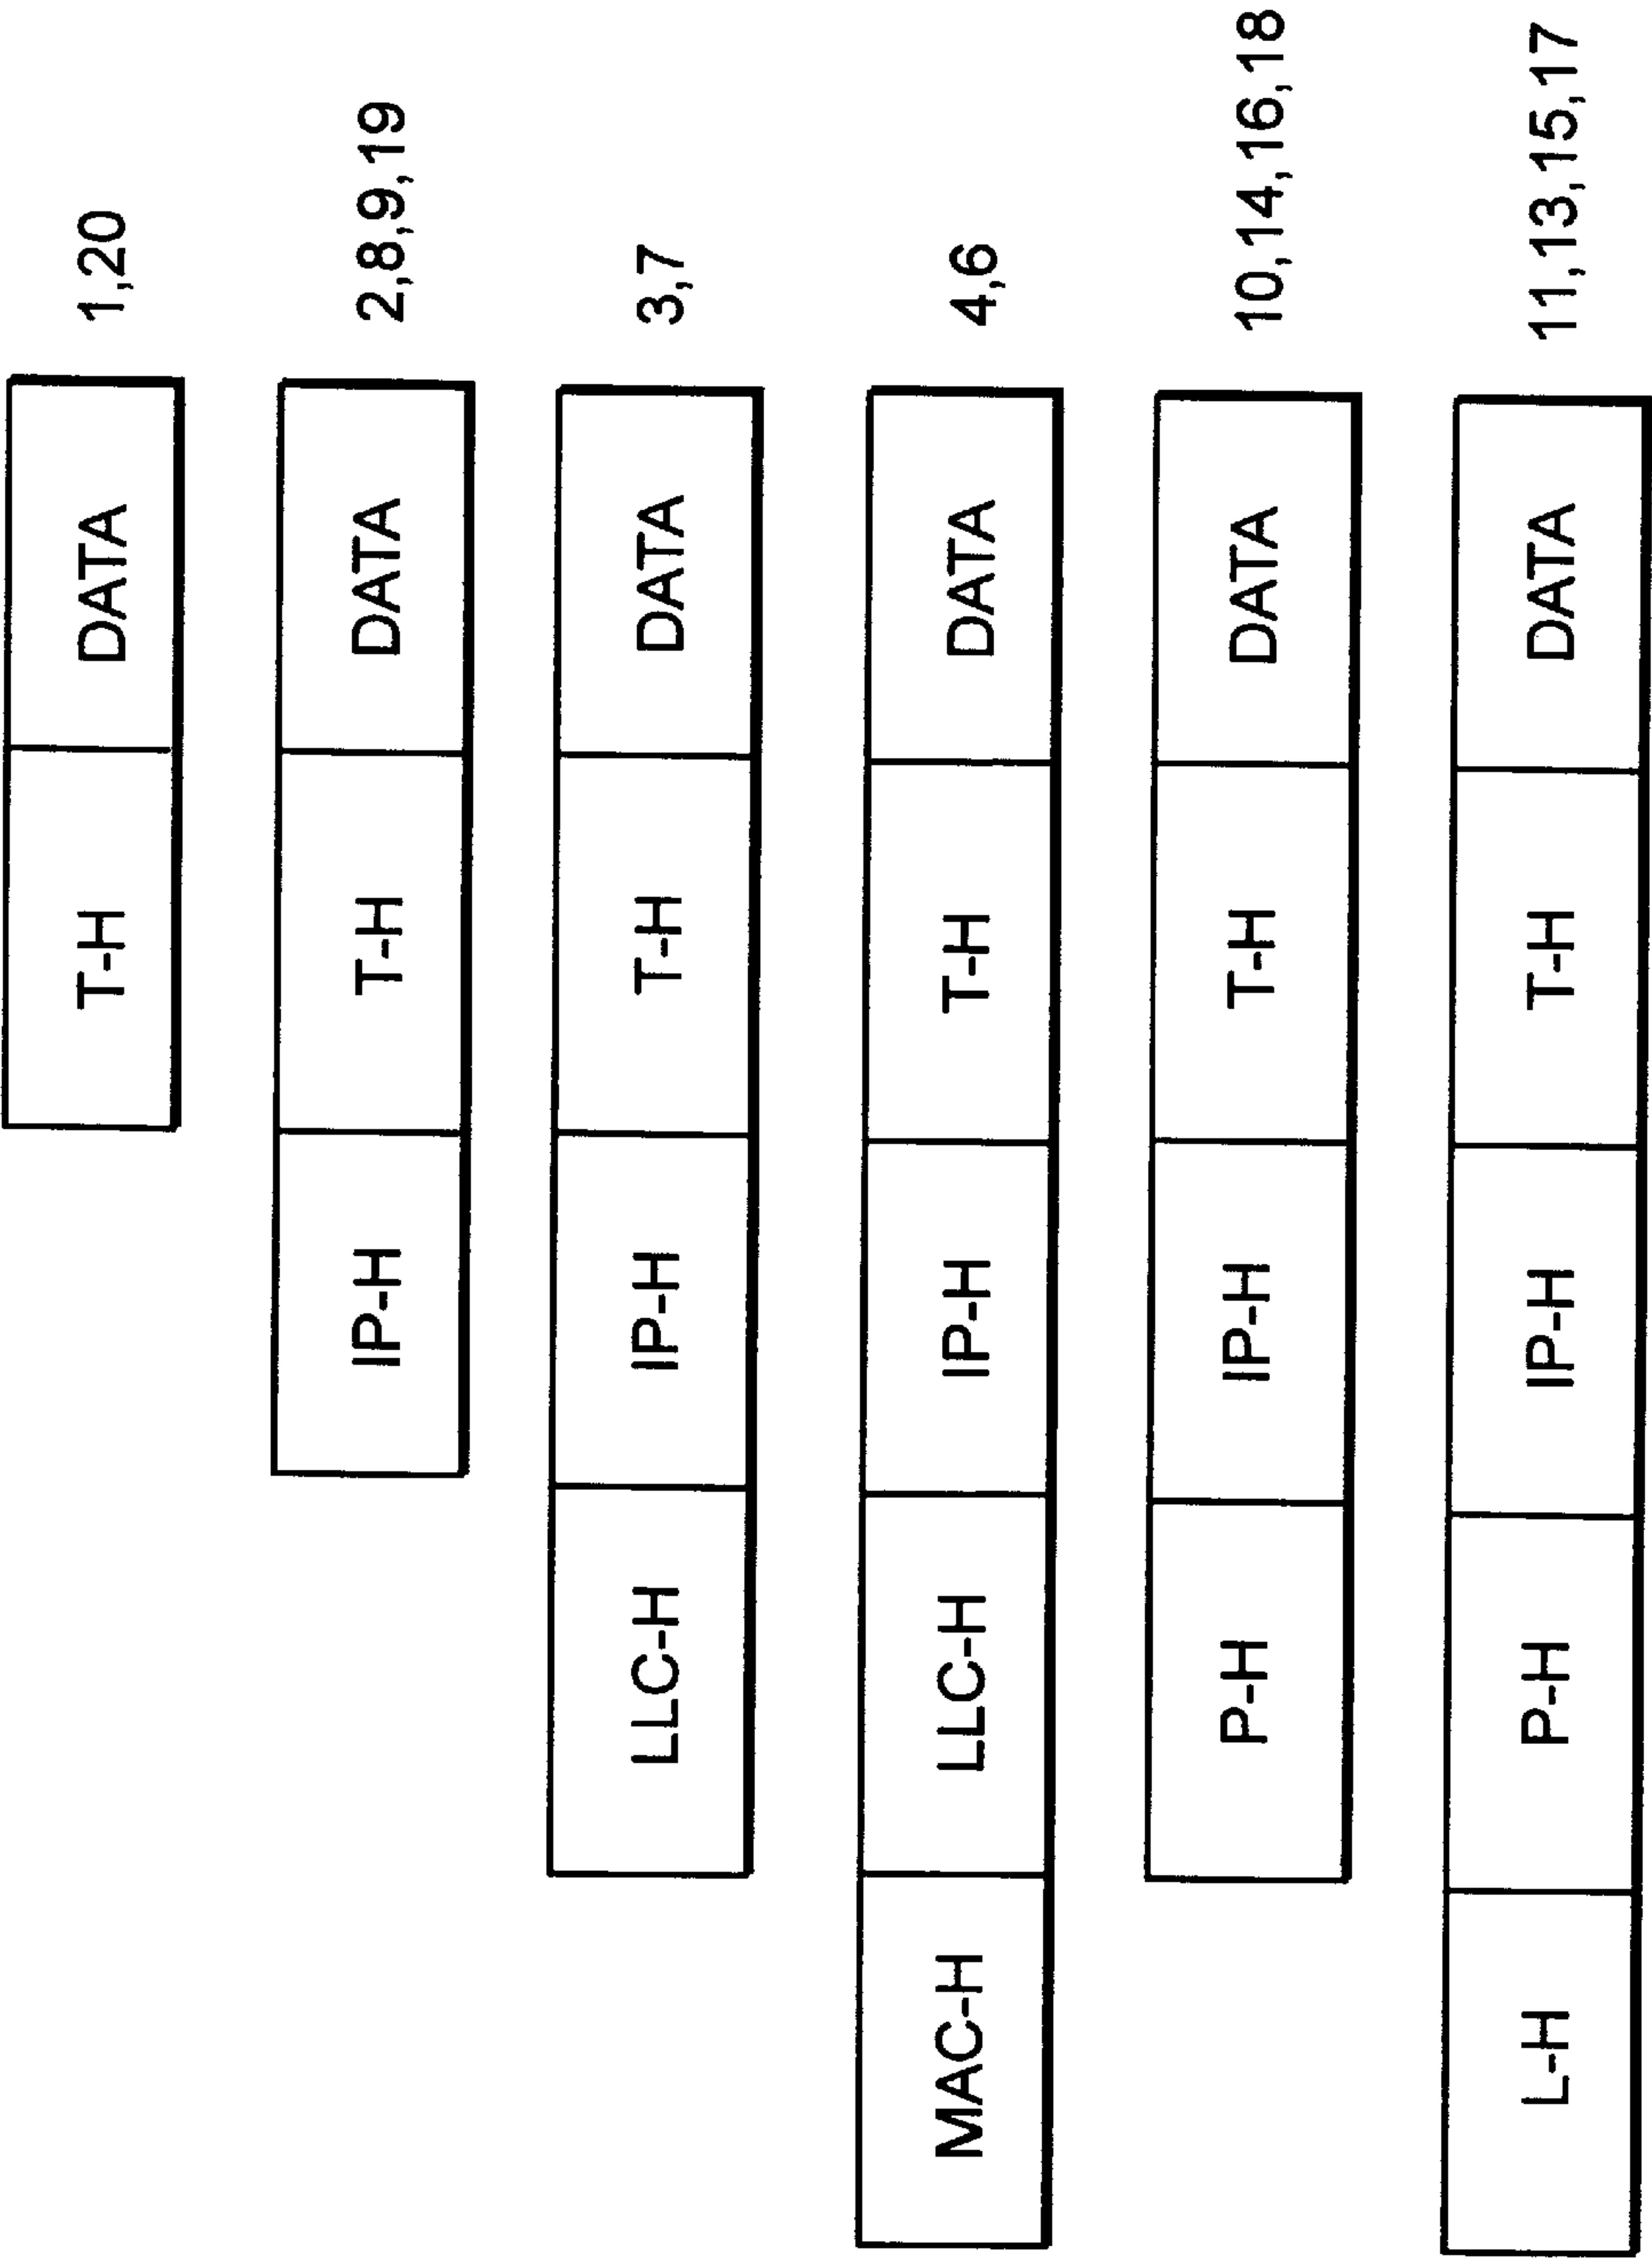 T-H DATA 1,20
IP-H T-H DATA 2,8,9,19
LLC-H IP-H T-H DATA 3,7
MAC-H LLC-H IP-H T-H DATA 4,6
P-H IP-H T-H DATA 10,14,16,18
L-H P-H IP-H T-H DATA 11,13,15,17